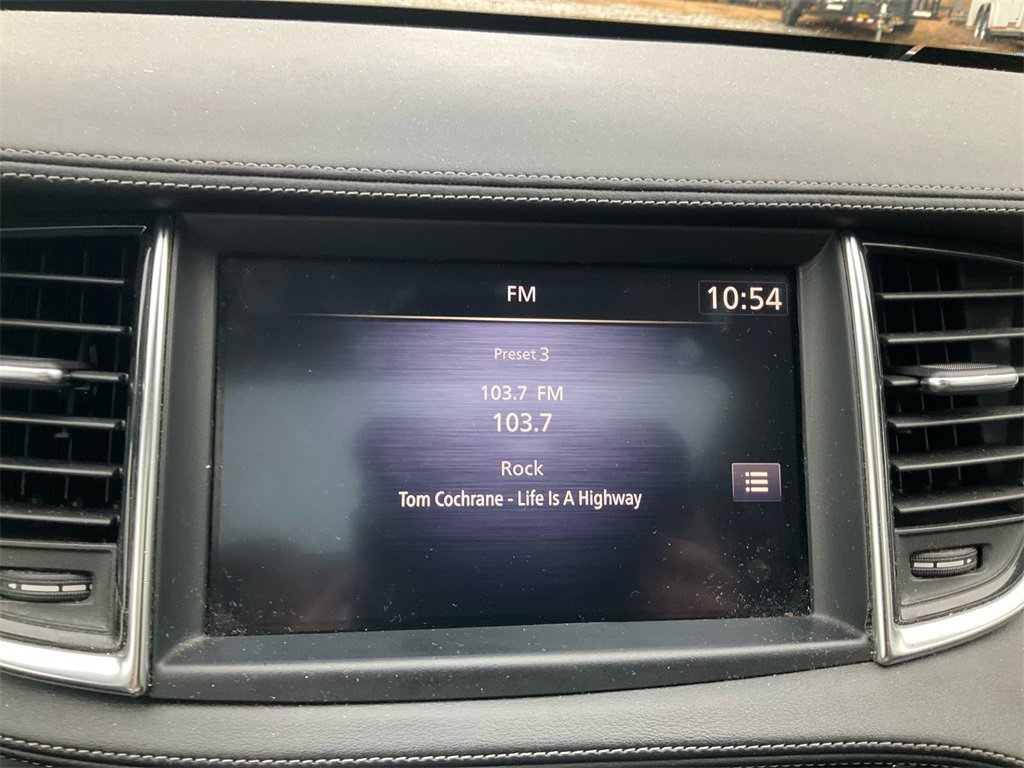 FM
10:54
Preset 3
103.7 FM
103.7
Rock
Tom Cochrane - Life Is A Highway